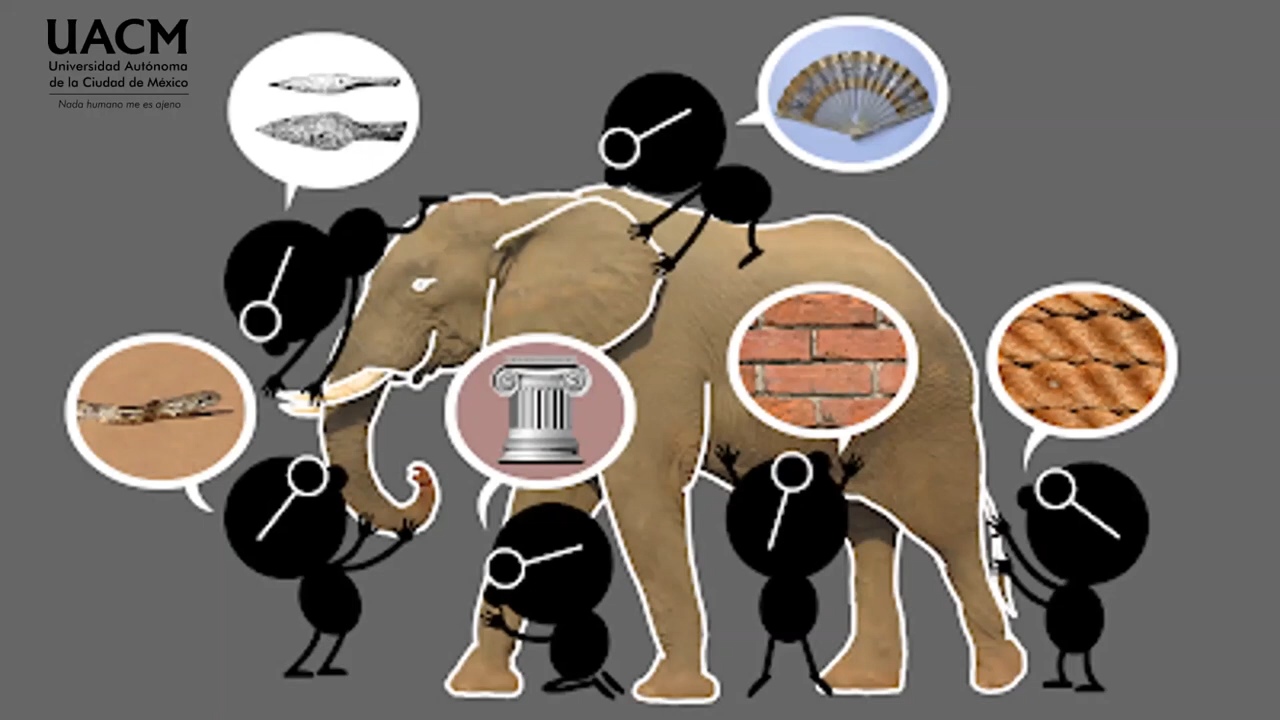 UACM
Universidad Autónoma
de la Ciudad de México
Nada humano me es ajeno